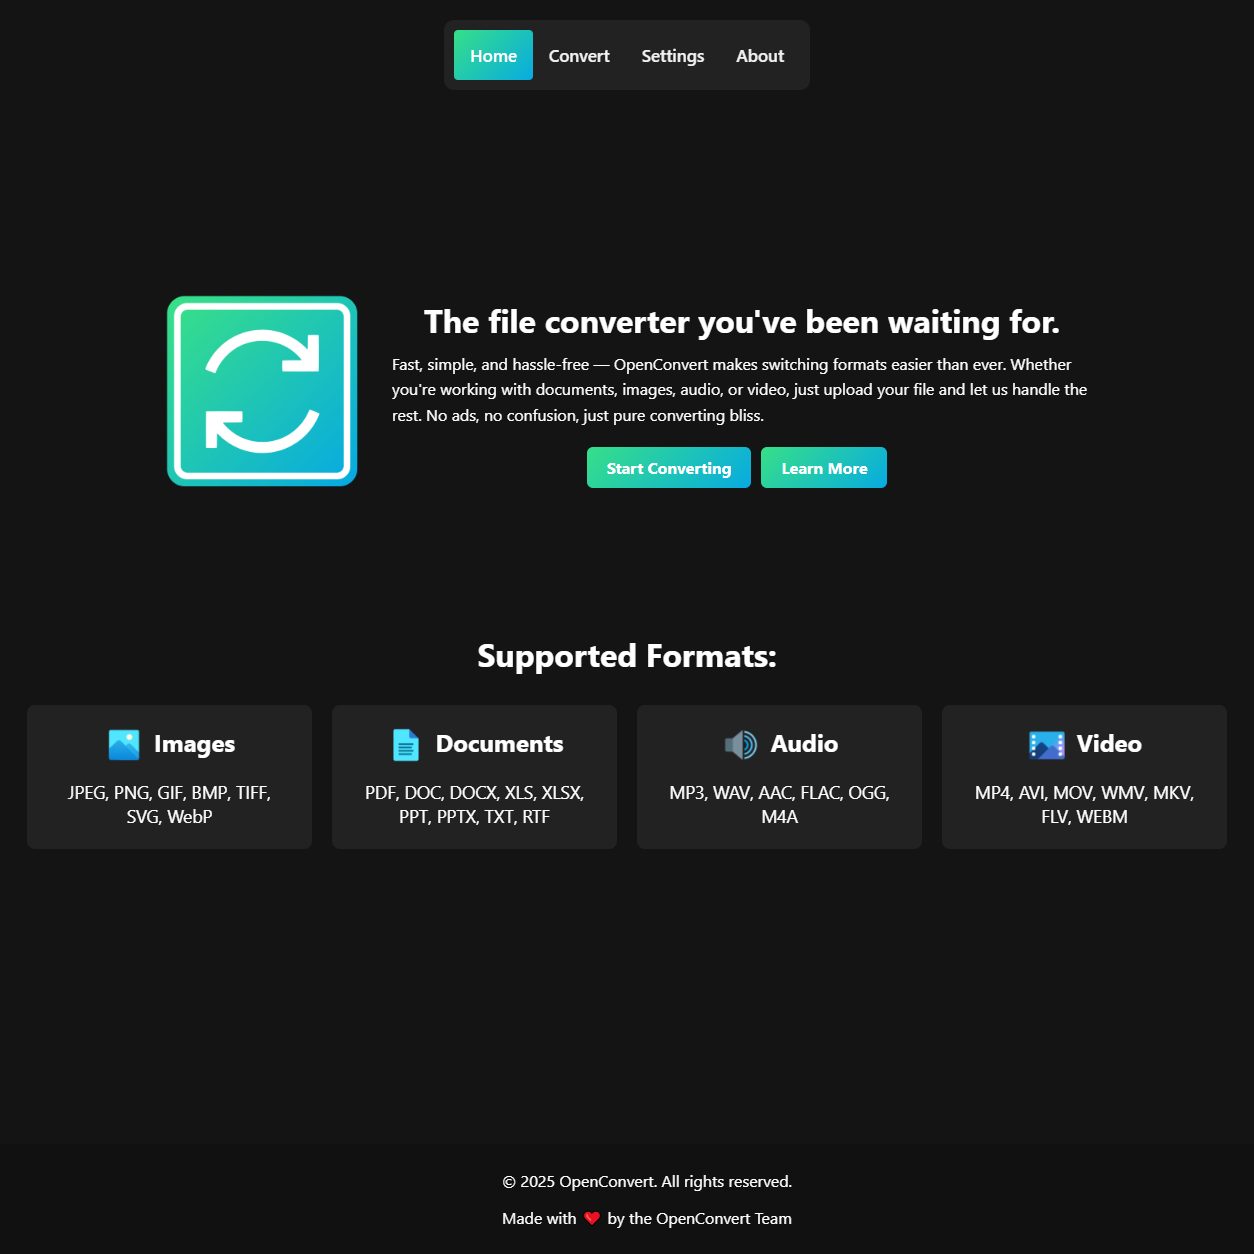 Home Convert Settings About
The file converter you've been waiting for.
Fast, simple, and hassle-free — OpenConvert makes switching formats easier than ever. Whether
you're working with documents, images, audio, or video, just upload your file and let us handle the
rest. No ads, no confusion, just pure converting bliss.
Start Converting Learn More
Supported Formats:
Images
JPEG, PNG, GIF, BMP, TIFF,
SVG, WebP
Documents
PDF, DOC, DOCX, XLS, XLSX,
PPT, PPTX, TXT, RTF
Audio
MP3, WAV, AAC, FLAC, OGG,
M4A
Video
MP4, AVI, MOV, WMV, MKV,
FLV, WEBM
© 2025 OpenConvert. All rights reserved.
Made with ❤ by the OpenConvert Team